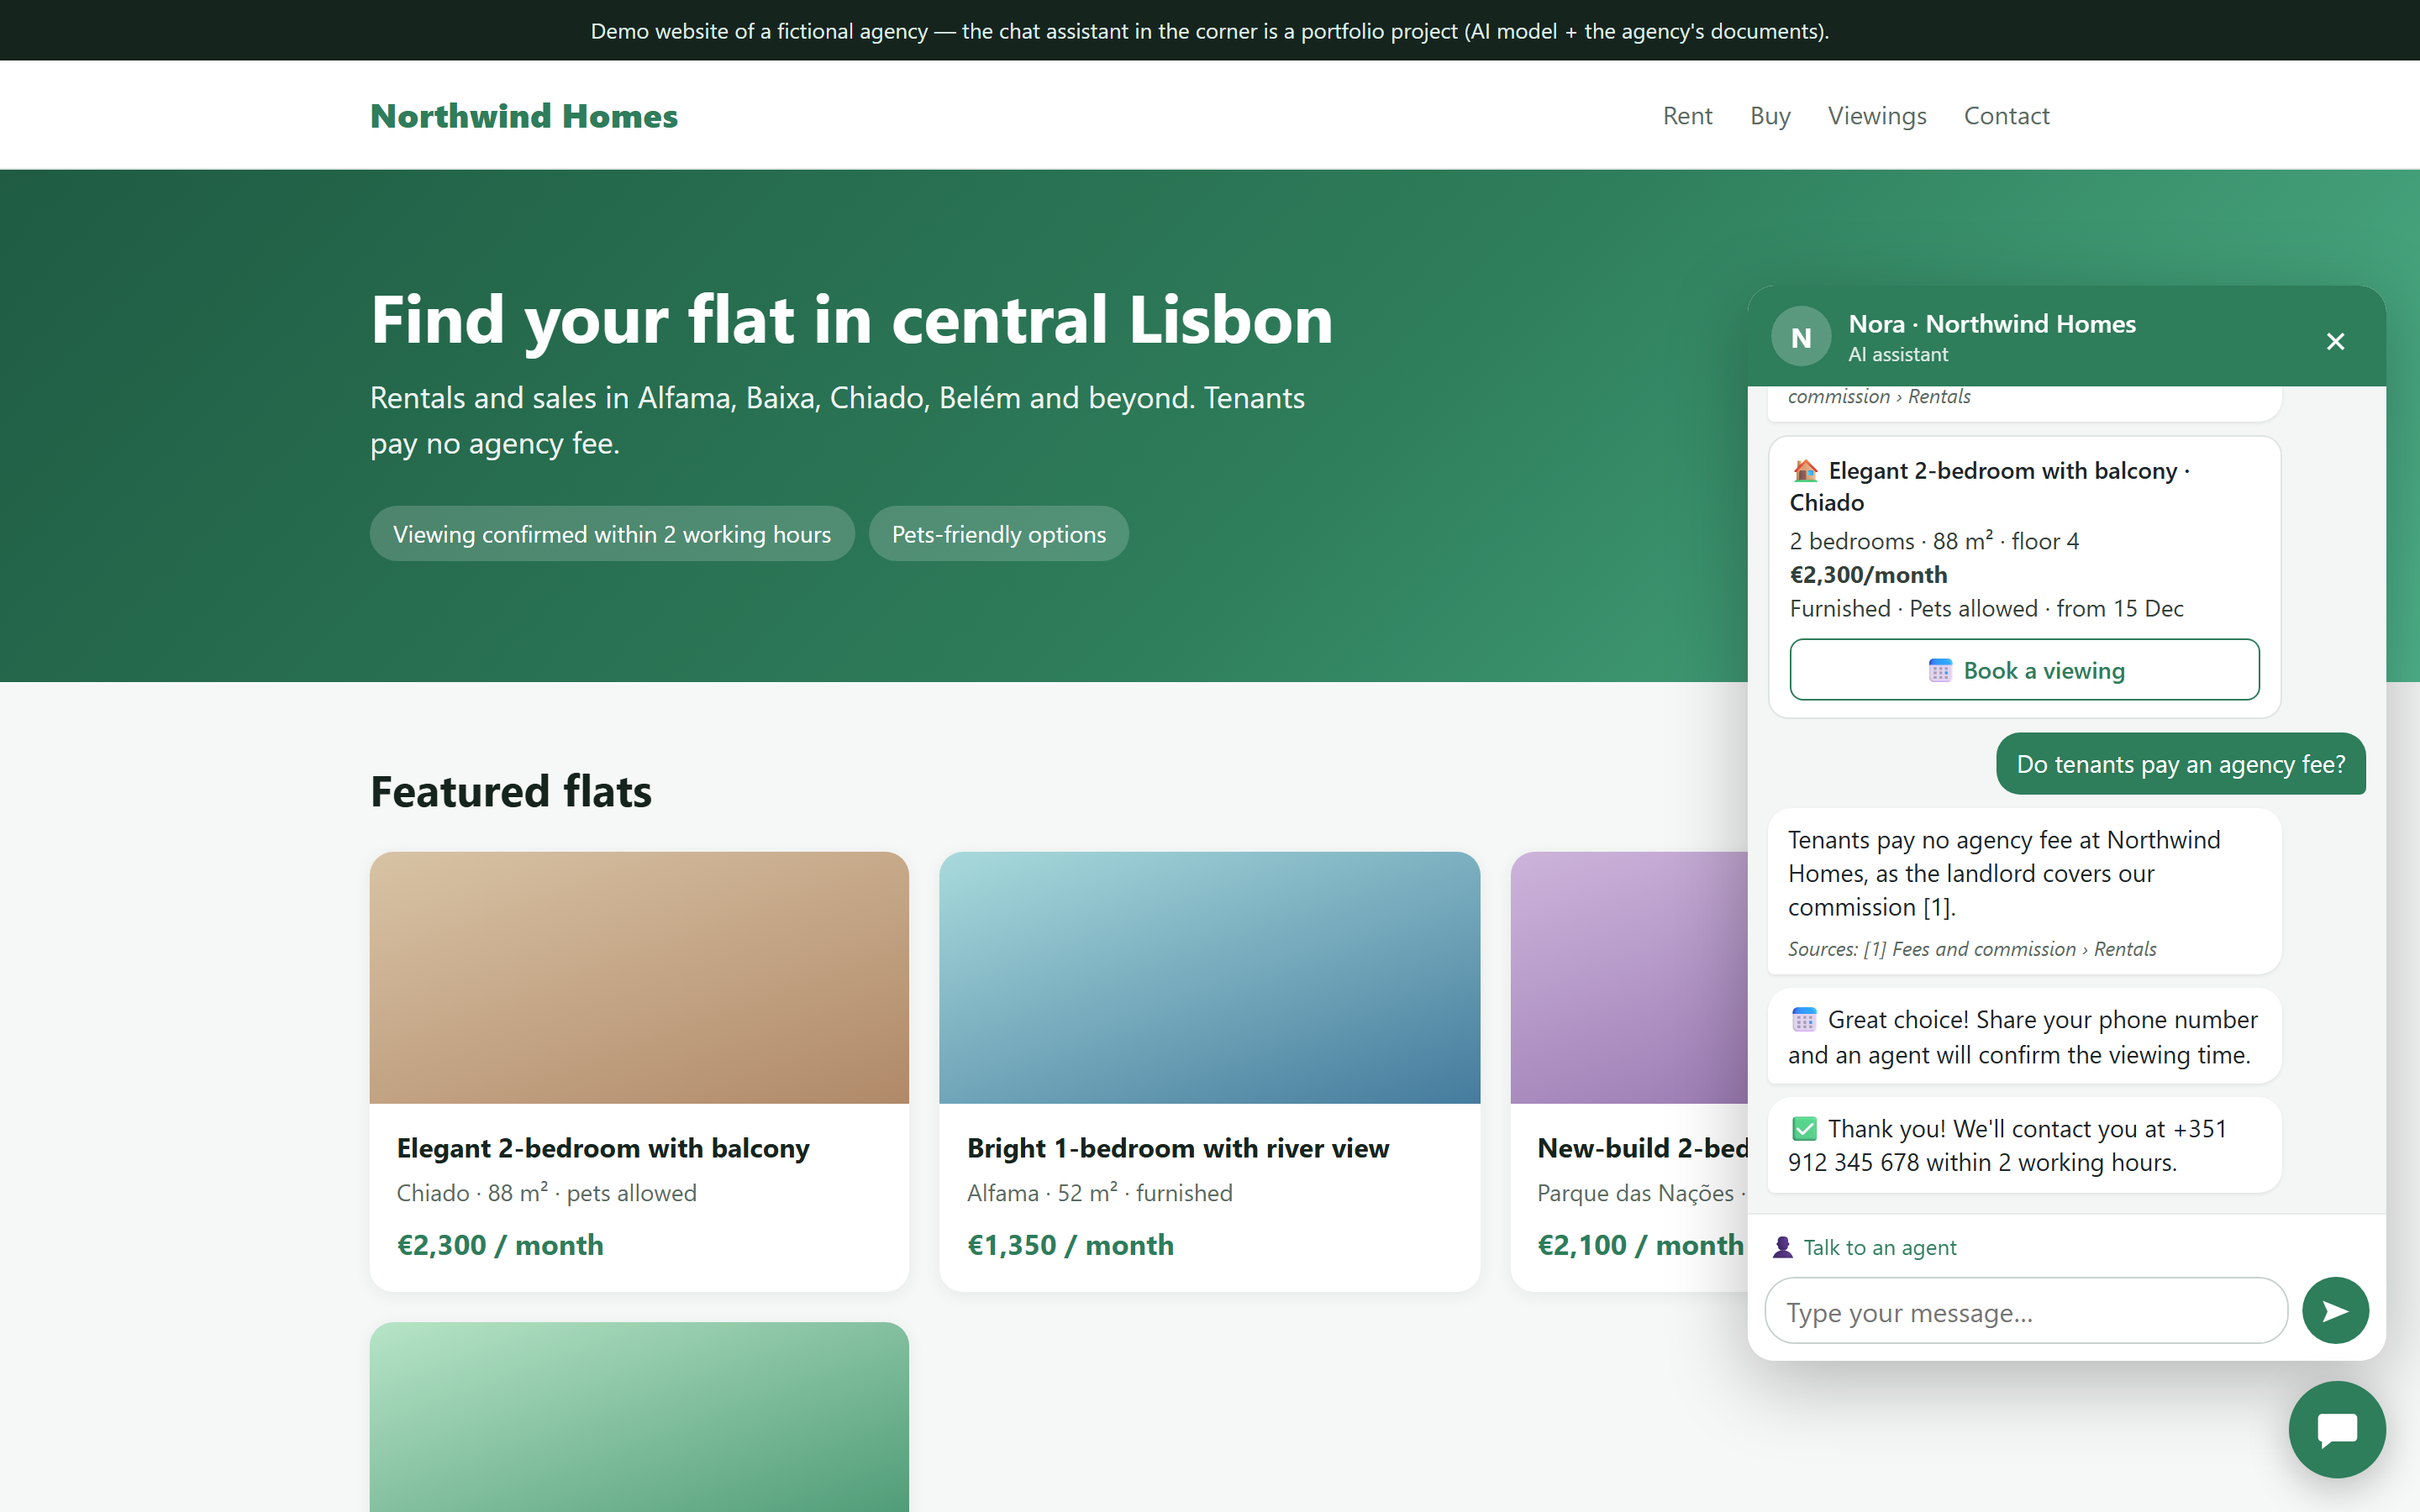 Demo website of a fictional agency — the chat assistant in the corner is a portfolio project (AI model + the agency's documents).
Northwind Homes
Rent Buy Viewings Contact
Find your flat in central Lisbon
Rentals and sales in Alfama, Baixa, Chiado, Belém and beyond. Tenants
pay no agency fee.
Viewing confirmed within 2 working hours
Pets-friendly options
Featured flats
Elegant 2-bedroom with balcony
Chiado · 88 m² · pets allowed
€2,300 / month
Bright 1-bedroom with river view
Alfama · 52 m² · furnished
€1,350 / month
New-build 2-bed
Parque das Nações ·
€2,100 / month
N
Nora · Northwind Homes
AI assistant
✕
commission › Rentals
🏠 Elegant 2-bedroom with balcony ·
Chiado
2 bedrooms · 88 m² · floor 4
€2,300/month
Furnished · Pets allowed · from 15 Dec
Book a viewing
Do tenants pay an agency fee?
Tenants pay no agency fee at Northwind
Homes, as the landlord covers our
commission [1].
Sources: [1] Fees and commission › Rentals
Great choice! Share your phone number
and an agent will confirm the viewing time.
✅ Thank you! We'll contact you at +351
912 345 678 within 2 working hours.
Talk to an agent
Type your message...